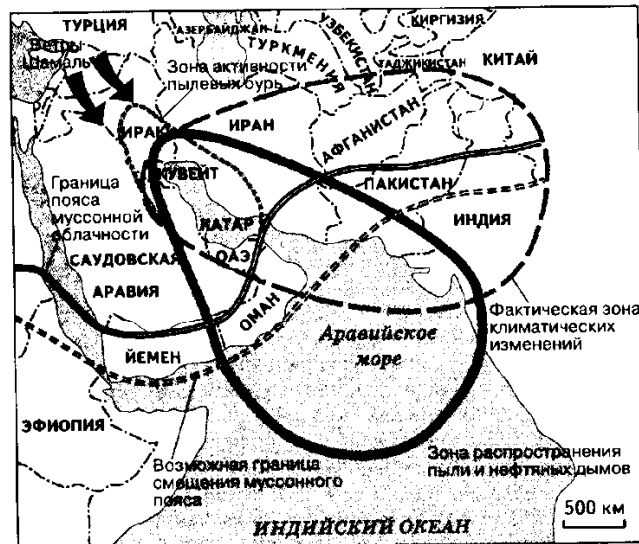 ТУРЦИЯ
АЗЕРБАЙДЖАН
ТУРКМЕНИЯ
УЗБЕКИСТАН
КИРГИЗИЯ
ТАДЖИКИСТАН
КИТАЙ
Ветры
Шамаль
Зона активности
пылевых бурь
ИРАК
ИРАН
АФГАНИСТАН
КУВЕЙТ
ПАКИСТАН
Граница
пояса
муссонной
облачности
КАТАР
ИНДИЯ
САУДОВСКАЯ
АРАВИЯ
ОАЭ
ОМАН
Фактическая зона
климатических
изменений
Аравийское
море
ЙЕМЕН
ЭФИОПИЯ
Возможная граница
смещения муссонного
пояса
Зона распространения
пыли и нефтяных дымов
500 км
ИНДИЙСКИЙ ОКЕАН